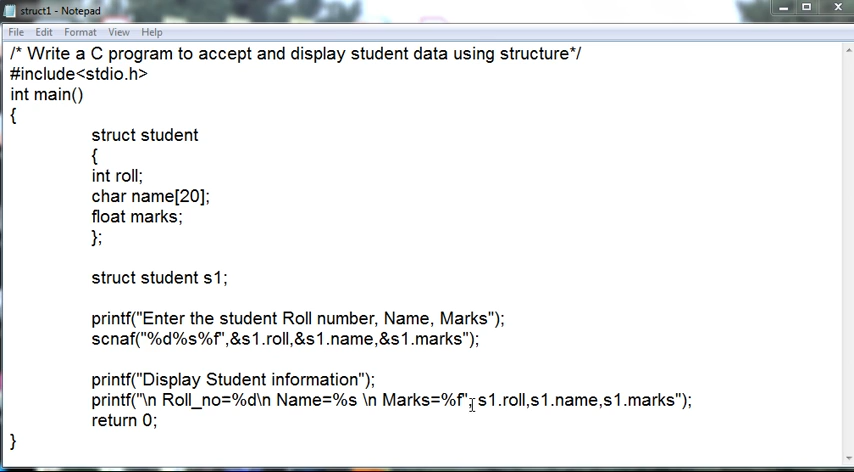 struct1 - Notepad
File Edit Format View Help
/* Write a C program to accept and display student data using structure*/
#include<stdio.h>
int main()
{
struct student
{
int roll;
char name[20];
float marks;
};
struct student s1;
printf("Enter the student Roll number, Name, Marks");
scnaf("%d%s%f",&s1.roll,&s1.name,&s1.marks");
printf("Display Student information");
printf("\n Roll_no=%d\n Name=%s \n Marks=%f", s1.roll,s1.name,s1.marks");
return 0;
}